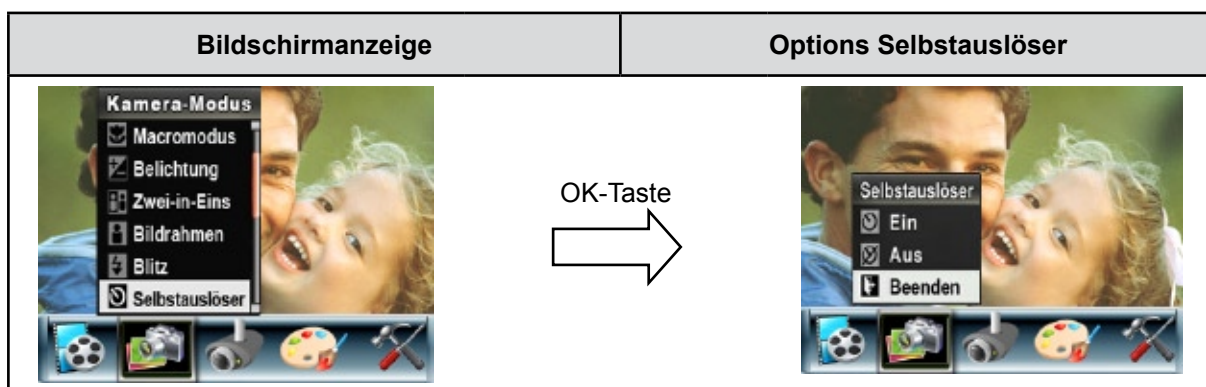 Bildschirmanzeige
Options Selbstauslöser
Kamera-Modus
Macromodus
Belichtung
Zwei-in-Eins
Bildrahmen
Blitz
Selbstauslöser
OK-Taste
Selbstauslöser
Ein
Aus
Beenden